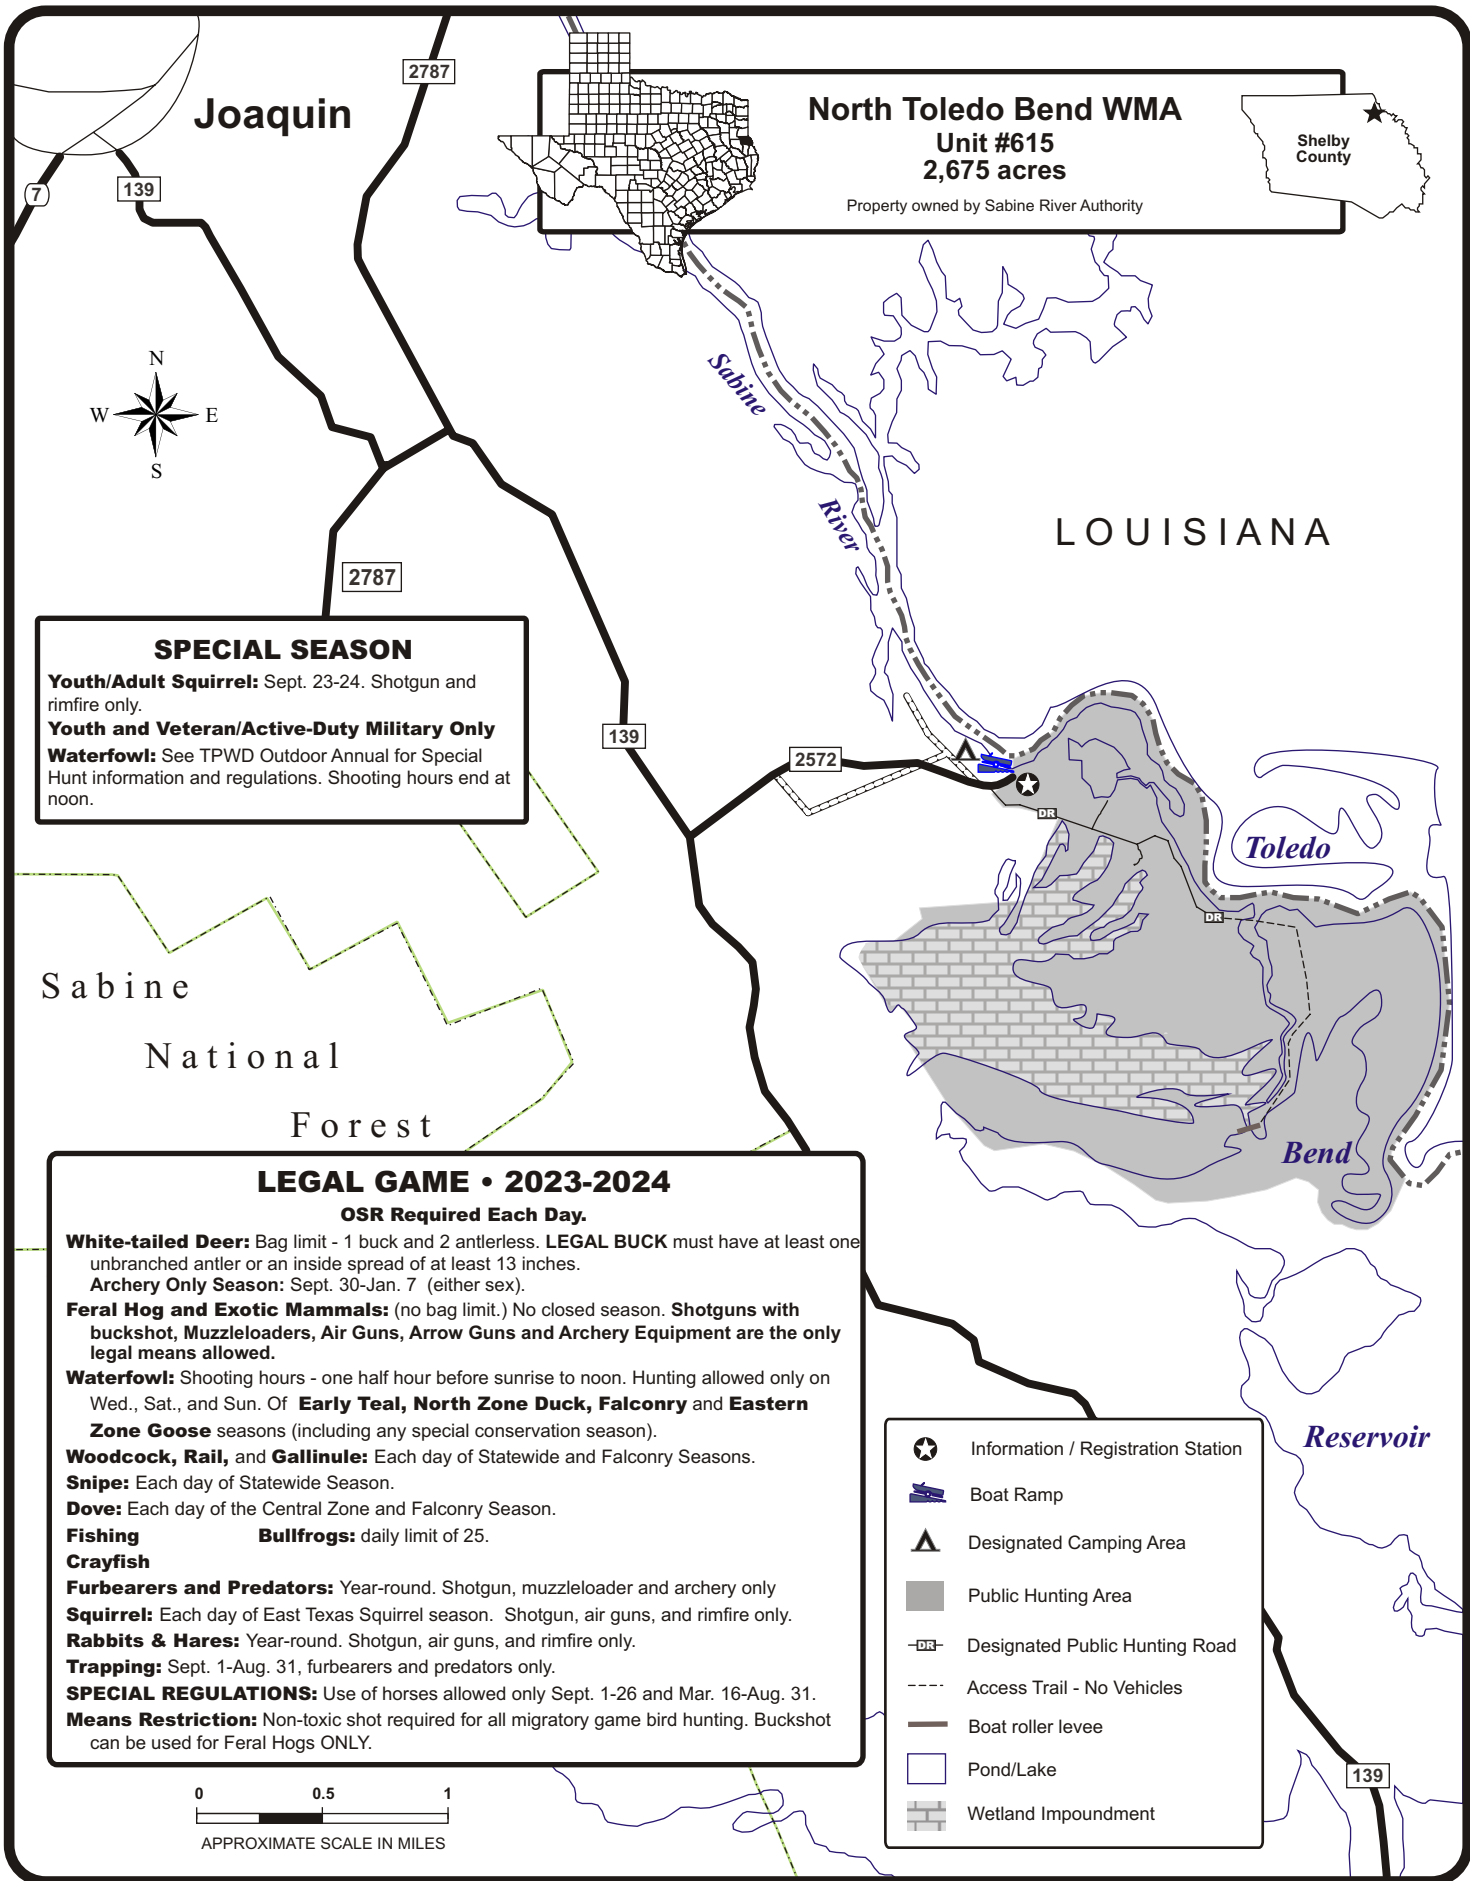 2787
Joaquin
7
139
North Toledo Bend WMA
Unit #615
2,675 acres
Property owned by Sabine River Authority
Shelby
County
N
W E
S
Sabine
River
LOUISIANA
2787
SPECIAL SEASON
Youth/Adult Squirrel: Sept. 23-24. Shotgun and
rimfire only.
Youth and Veteran/Active-Duty Military Only
Waterfowl: See TPWD Outdoor Annual for Special
Hunt information and regulations. Shooting hours end at
noon.
139
2572
DR
Toledo
DR
Sabine
National
Forest
Bend
Reservoir
LEGAL GAME • 2023-2024
OSR Required Each Day.
White-tailed Deer: Bag limit - 1 buck and 2 antlerless. LEGAL BUCK must have at least one
unbranched antler or an inside spread of at least 13 inches.
Archery Only Season: Sept. 30-Jan. 7 (either sex).
Feral Hog and Exotic Mammals: (no bag limit.) No closed season. Shotguns with
buckshot, Muzzleloaders, Air Guns, Arrow Guns and Archery Equipment are the only
legal means allowed.
Waterfowl: Shooting hours - one half hour before sunrise to noon. Hunting allowed only on
Wed., Sat., and Sun. Of Early Teal, North Zone Duck, Falconry and Eastern
Zone Goose seasons (including any special conservation season).
Woodcock, Rail, and Gallinule: Each day of Statewide and Falconry Seasons.
Snipe: Each day of Statewide Season.
Dove: Each day of the Central Zone and Falconry Season.
Fishing Bullfrogs: daily limit of 25.
Crayfish
Furbearers and Predators: Year-round. Shotgun, muzzleloader and archery only
Squirrel: Each day of East Texas Squirrel season. Shotgun, air guns, and rimfire only.
Rabbits & Hares: Year-round. Shotgun, air guns, and rimfire only.
Trapping: Sept. 1-Aug. 31, furbearers and predators only.
SPECIAL REGULATIONS: Use of horses allowed only Sept. 1-26 and Mar. 16-Aug. 31.
Means Restriction: Non-toxic shot required for all migratory game bird hunting. Buckshot
can be used for Feral Hogs ONLY.
Information / Registration Station
Boat Ramp
Designated Camping Area
Public Hunting Area
DR Designated Public Hunting Road
Access Trail - No Vehicles
Boat roller levee
Pond/Lake
Wetland Impoundment
139
0 0.5 1
APPROXIMATE SCALE IN MILES